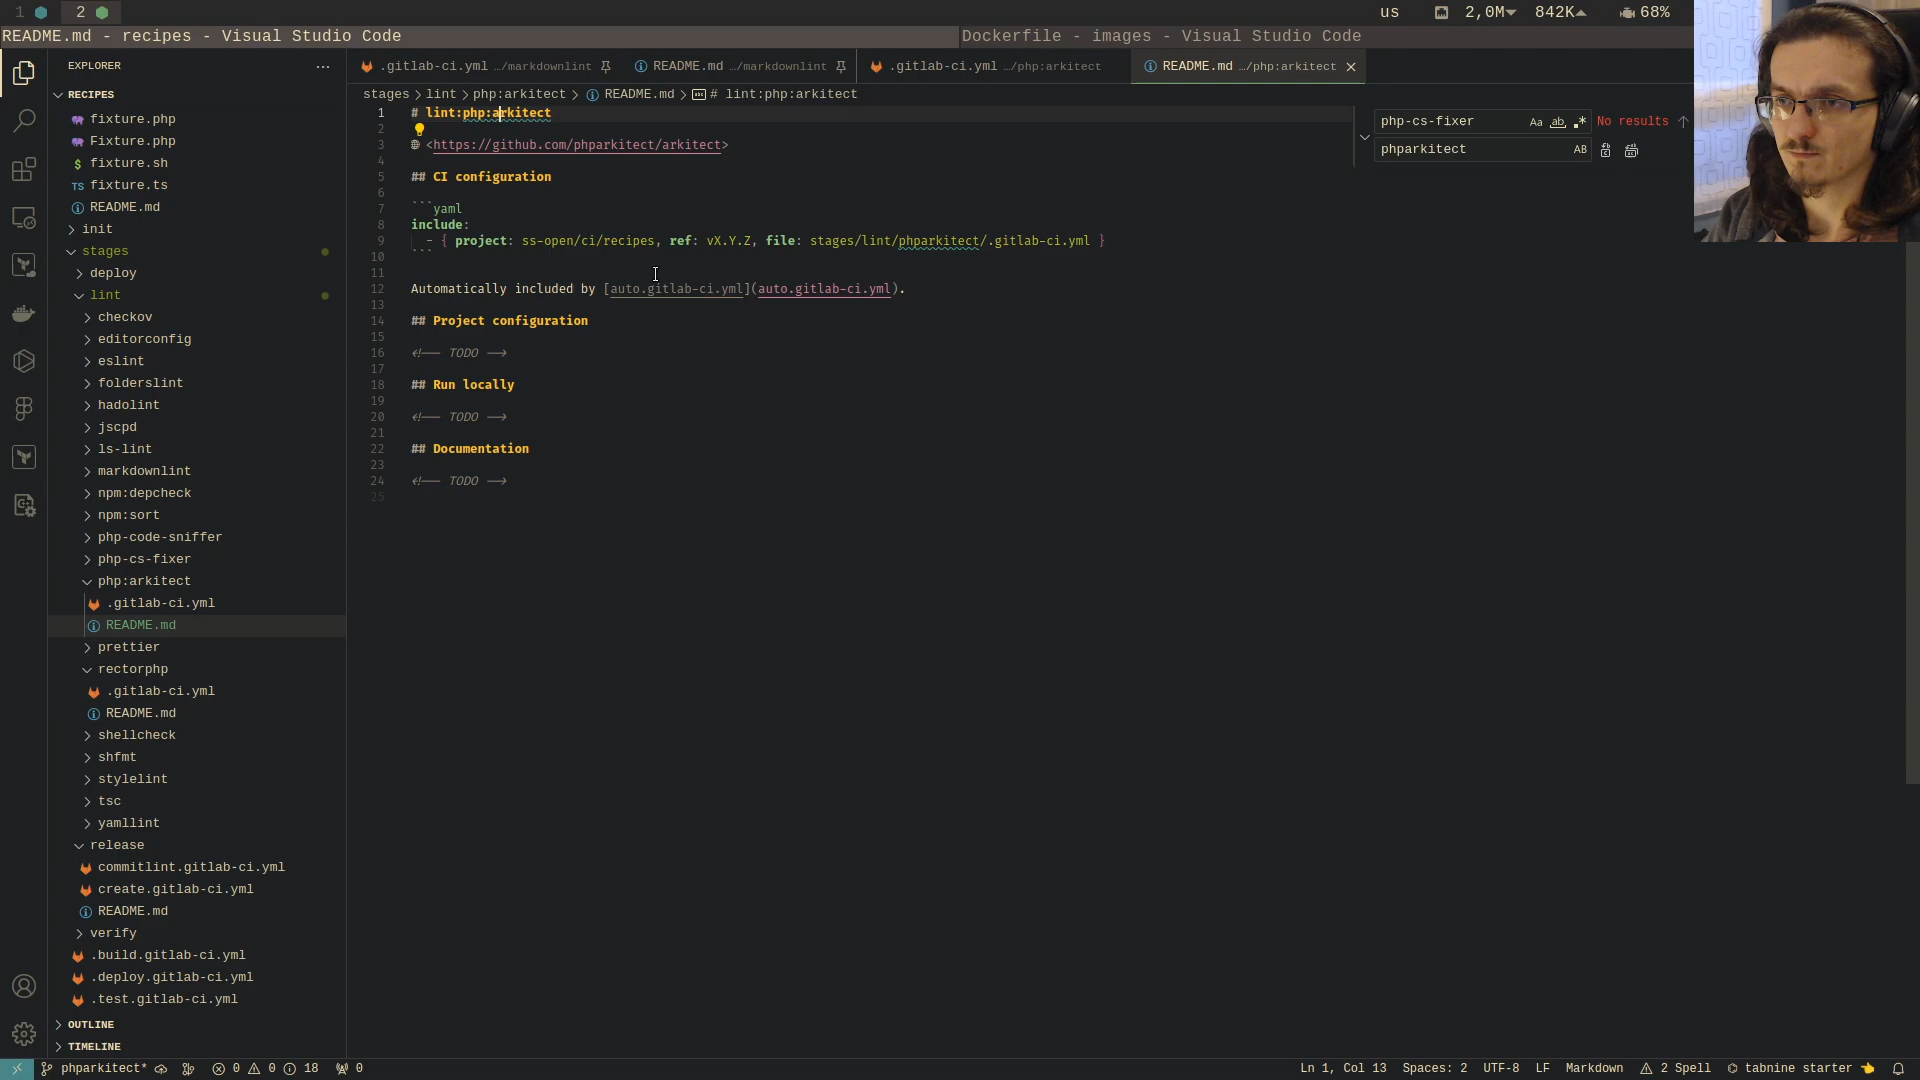 1
2
us
2,0M
842K
68%
README.md - recipes - Visual Studio Code
Dockerfile - images - Visual Studio Code
EXPLORER
.gitlab-ci.yml …/markdownlint
README.md …/markdownlint
.gitlab-ci.yml …/php:arkitect
README.md …/php:arkitect
RECIPES
stages > lint > php:arkitect > README.md > # lint:php:arkitect
fixture.php
Fixture.php
fixture.sh
TS fixture.ts
README.md
init
stages
deploy
lint
checkov
editorconfig
eslint
folderslint
hadolint
jscpd
ls-lint
markdownlint
npm:depcheck
npm:sort
php-code-sniffer
php-cs-fixer
php:arkitect
.gitlab-ci.yml
README.md
prettier
rectorphp
.gitlab-ci.yml
README.md
shellcheck
shfmt
stylelint
tsc
yamllint
release
commitlint.gitlab-ci.yml
create.gitlab-ci.yml
README.md
verify
.build.gitlab-ci.yml
.deploy.gitlab-ci.yml
.test.gitlab-ci.yml
OUTLINE
TIMELINE
1 # lint:php:arkitect
2
3 <https://github.com/phparkitect/arkitect>
4
5 ## CI configuration
6
7 ```yaml
8 include:
9 - { project: ss-open/ci/recipes, ref: vX.Y.Z, file: stages/lint/phparkitect/.gitlab-ci.yml }
10 ```
11
12 Automatically included by [auto.gitlab-ci.yml](auto.gitlab-ci.yml).
13
14 ## Project configuration
15
16 <!-- TODO -->
17
18 ## Run locally
19
20 <!-- TODO -->
21
22 ## Documentation
23
24 <!-- TODO -->
25
php-cs-fixer Aa ab .* No results
phparkitect AB
phparkitect* 0 0 18 0
Ln 1, Col 13 Spaces: 2 UTF-8 LF Markdown 2 Spell tabnine starter